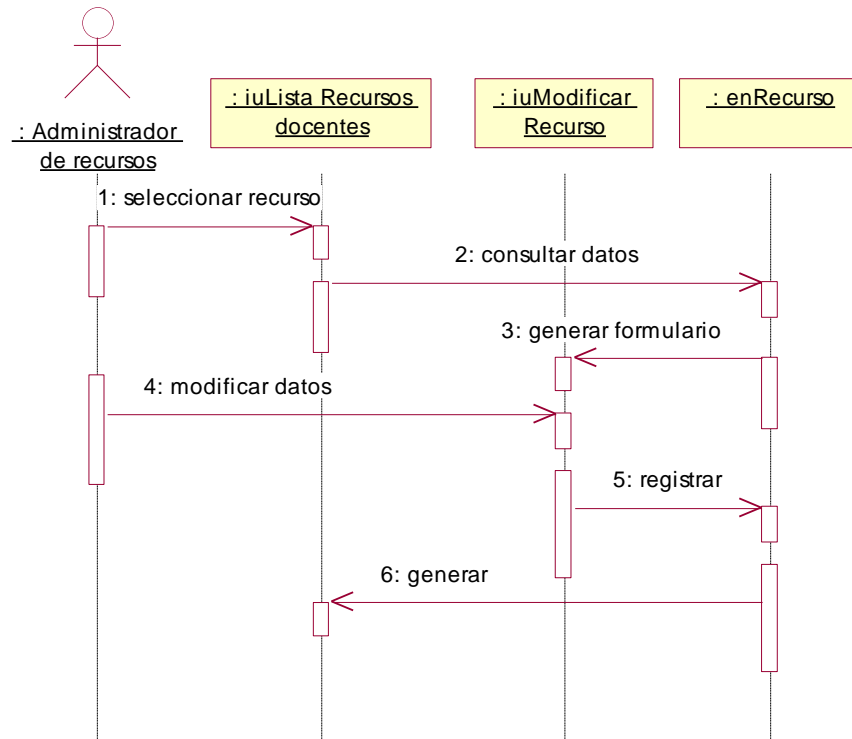 : Administrador
de recursos
: iuLista Recursos
docentes
: iuModificar
Recurso
: enRecurso
1: seleccionar recurso
2: consultar datos
3: generar formulario
4: modificar datos
5: registrar
6: generar